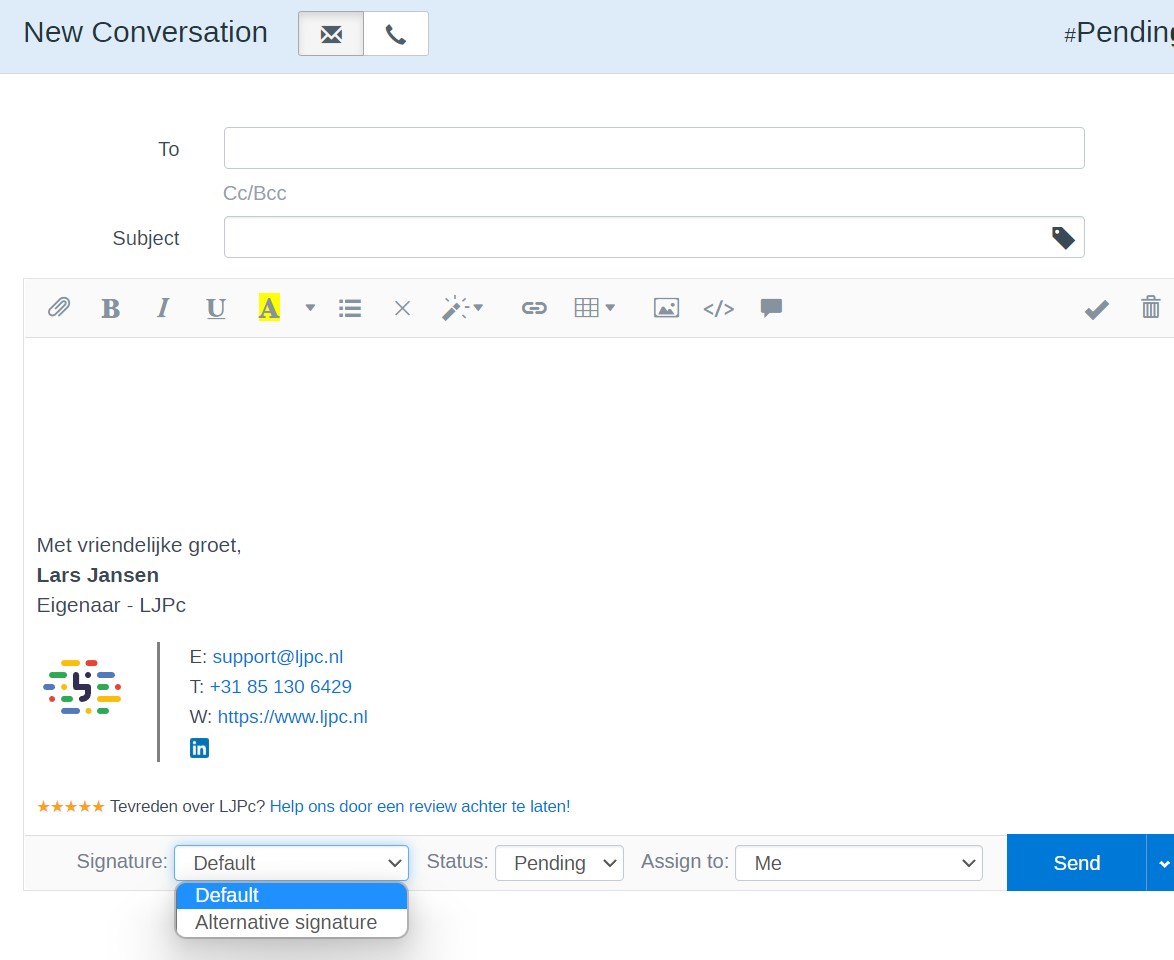 New Conversation
#Pending
To
Cc/Bcc
Subject
B I U A </>
Met vriendelijke groet,
Lars Jansen
Eigenaar - LJPc
E: support@ljpc.nl
T: +31 85 130 6429
W: https://www.ljpc.nl
in
★★★★★ Tevreden over LJPc? Help ons door een review achter te laten!
Signature: Default Status: Pending Assign to: Me Send
Default
Alternative signature